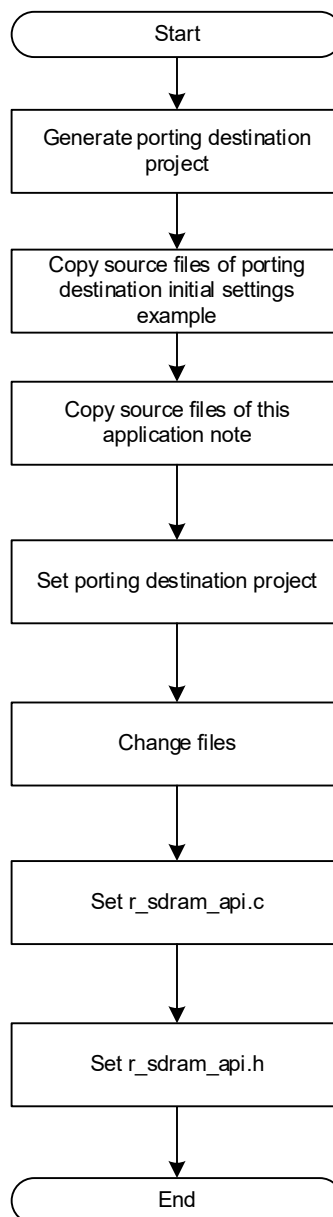 Start
Generate porting destination
project
Copy source files of porting
destination initial settings
example
Copy source files of this
application note
Set porting destination project
Change files
Set r_sdram_api.c
Set r_sdram_api.h
End